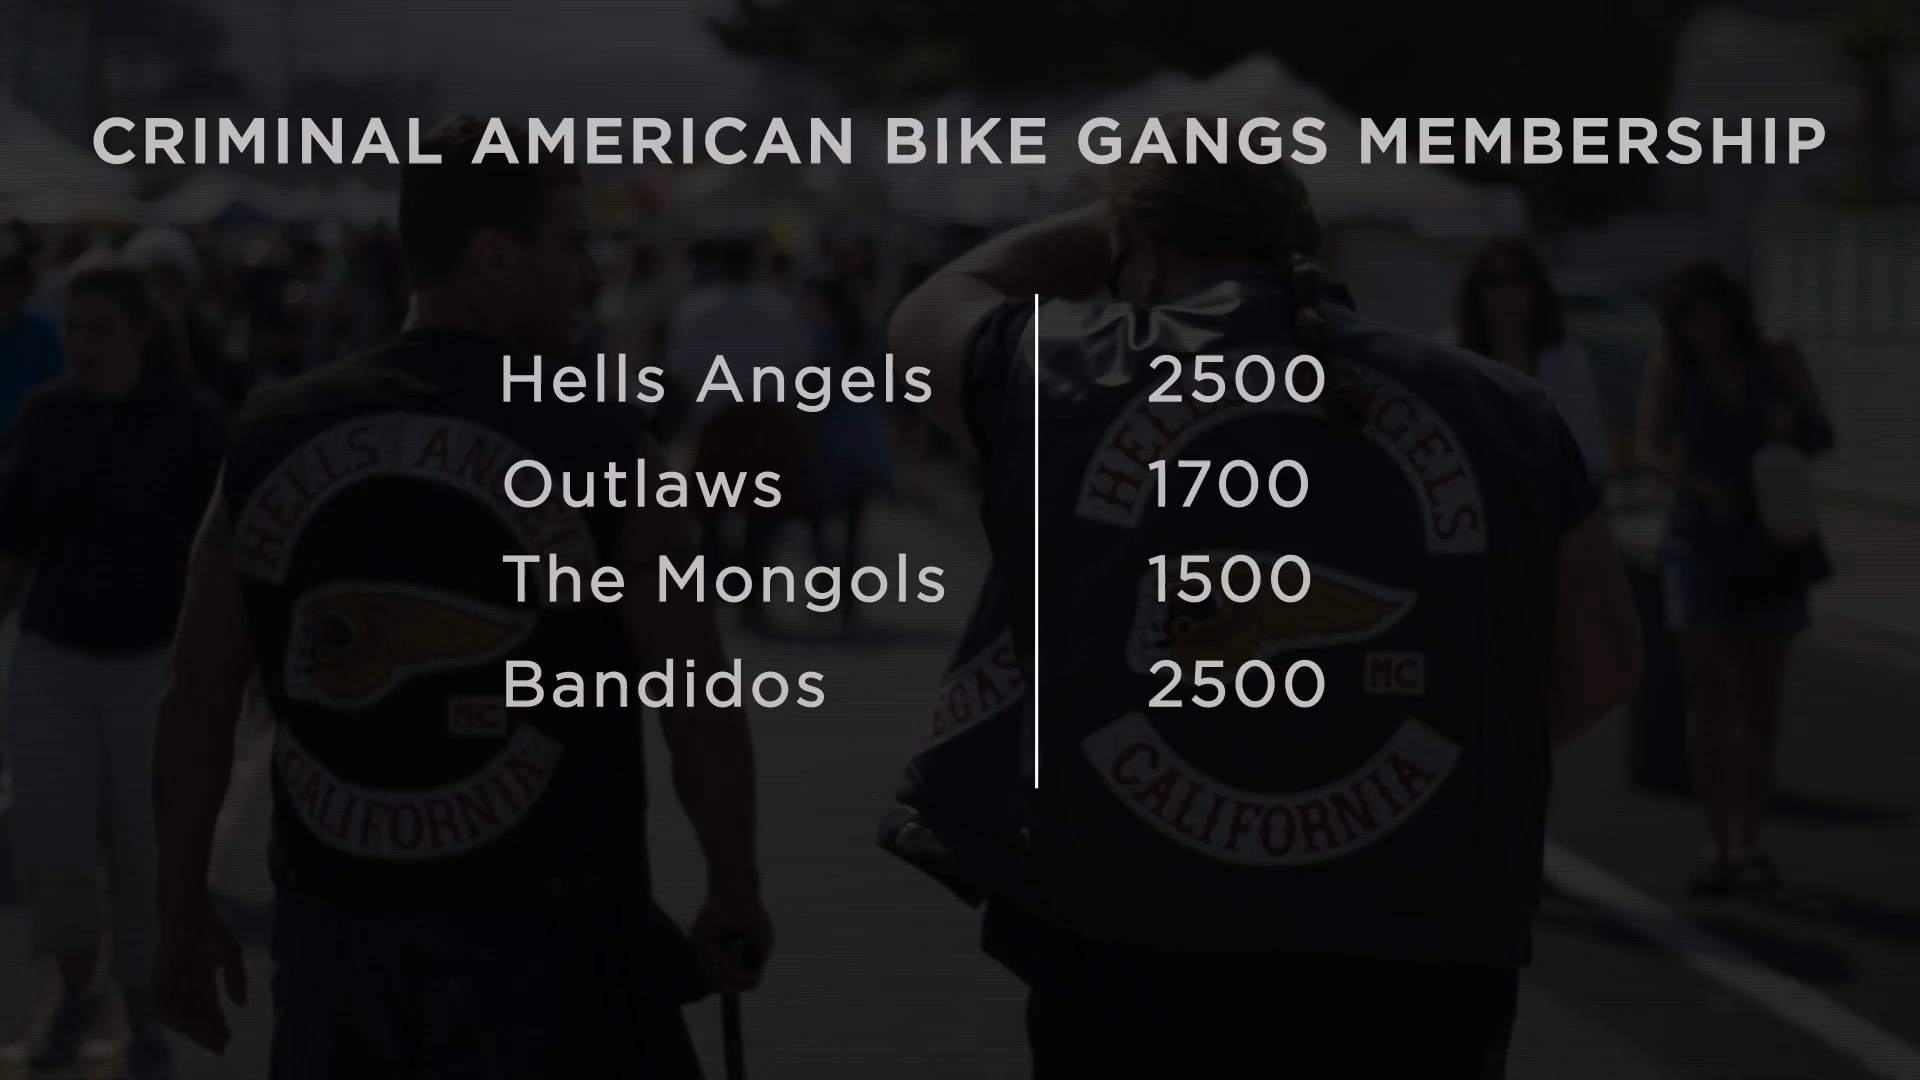 CRIMINAL AMERICAN BIKE GANGS MEMBERSHIP
Hells Angels 2500
Outlaws 1700
The Mongols 1500
Bandidos 2500
HELLS ANGELS
MC
CALIFORNIA
HELLS ANGELS
MC
CALIFORNIA